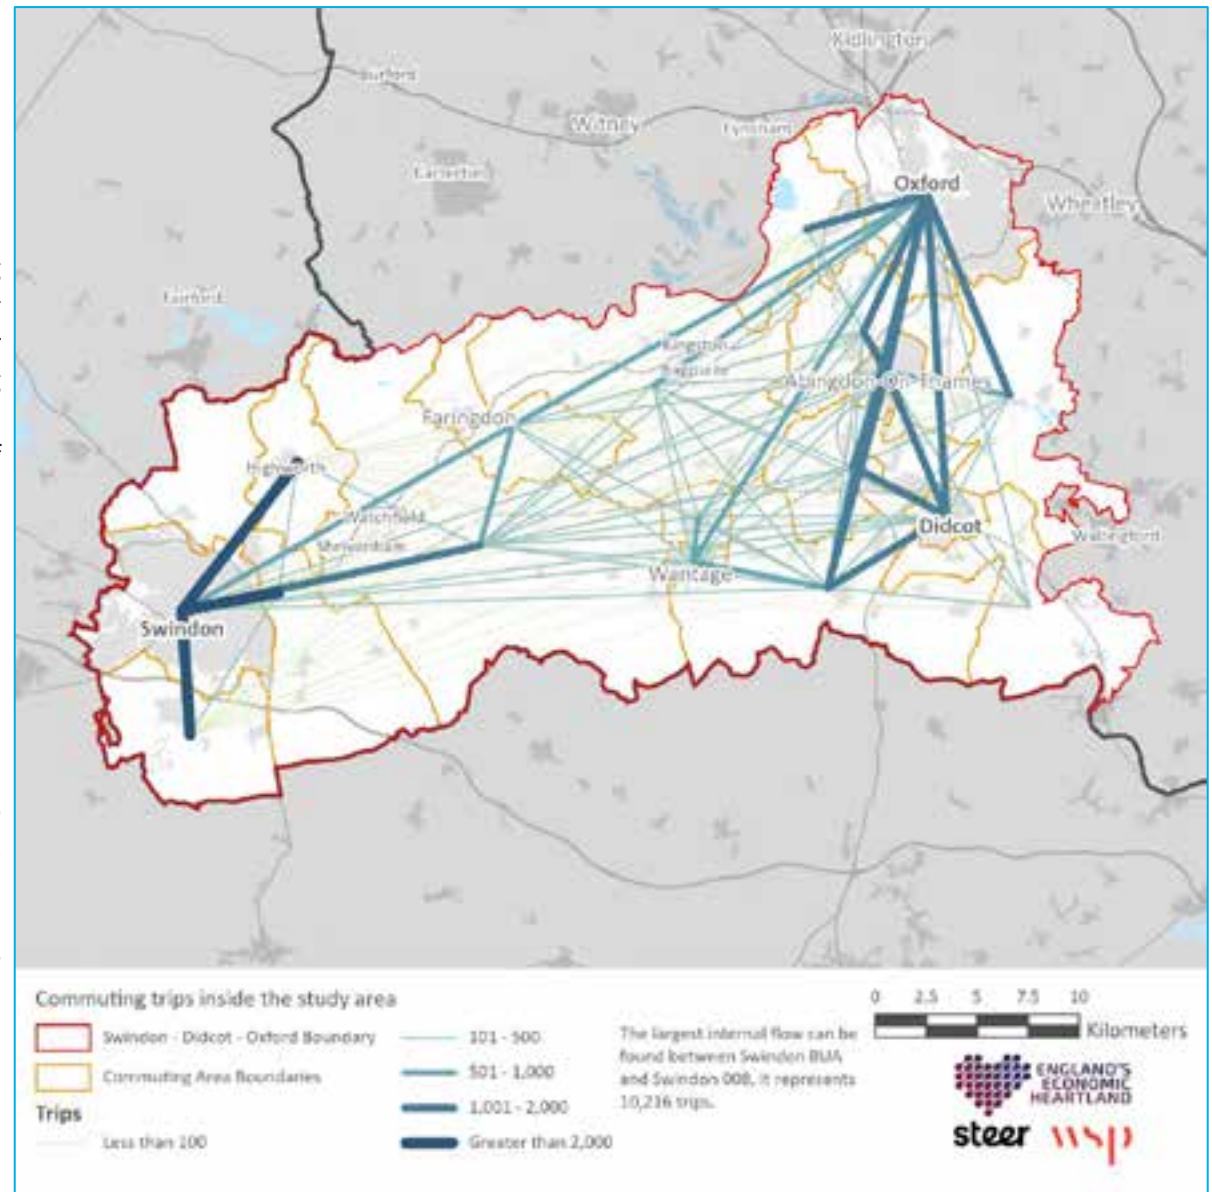 Kidlington
Burford
Witney
Eynsham
Carterton
Oxford
Wheatley
Fairford
Kingston
Bagpuize
Abingdon-On-Thames
Faringdon
Highworth
Watchfield
Shrivenham
Didcot
Wallingford
Wantage
Swindon
Commuting trips inside the study area
Swindon - Didcot - Oxford Boundary
Commuting Area Boundaries
Trips
Less than 100
101 - 500
501 - 1,000
1,001 - 2,000
Greater than 2,000
The largest internal flow can be
found between Swindon BUA
and Swindon 008, it represents
10,216 trips.
0 2.5 5 7.5 10
Kilometers
ENGLAND'S
ECONOMIC
HEARTLAND
steer wsp